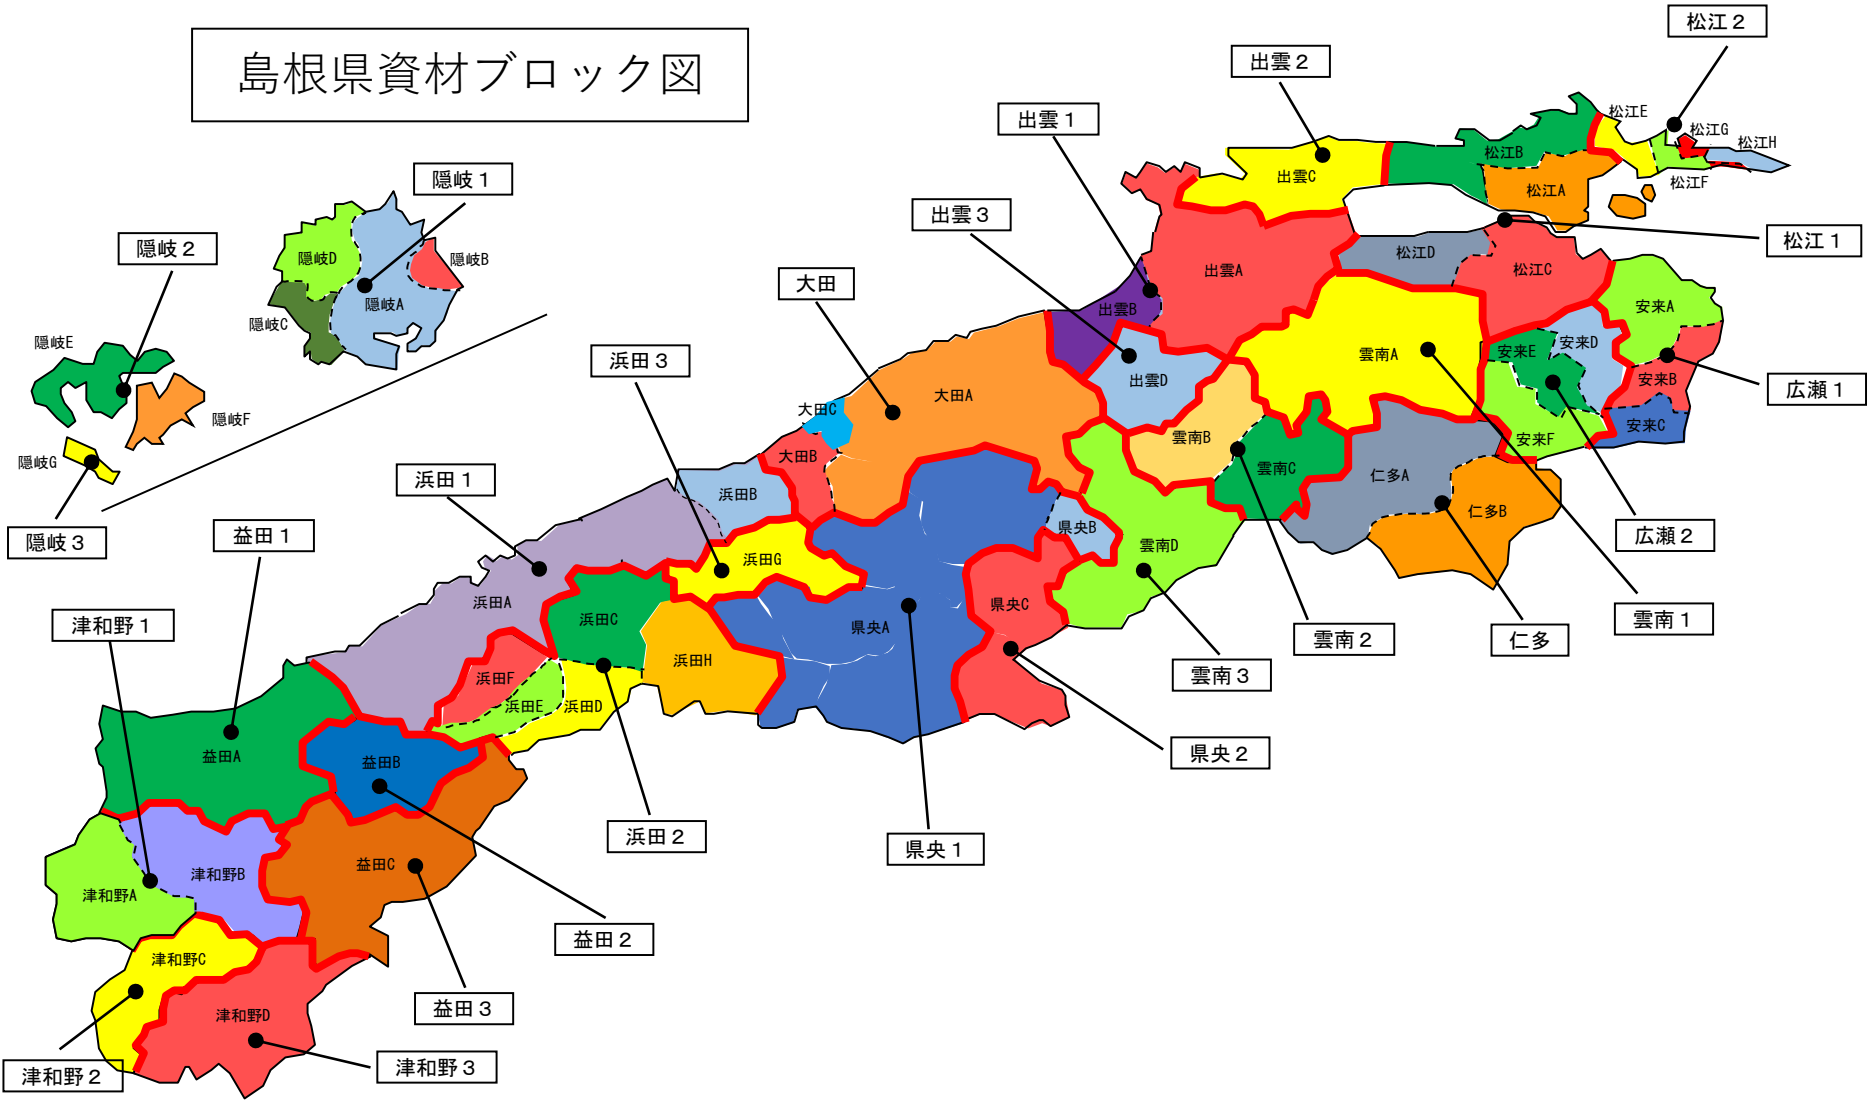 島根県資材ブロック図
松江２
出雲２
出雲１
松江E
松江G
松江H
松江B
松江F
松江A
出雲C
隠岐１
出雲３
松江１
隠岐２
隠岐D
隠岐B
隠岐A
隠岐C
大田
出雲A
松江D
松江C
出雲B
安来A
隠岐E
浜田３
雲南A
安来E
安来D
出雲D
安来B
広瀬１
大田A
大田C
隠岐F
雲南B
安来F
安来C
大田B
雲南C
仁多A
隠岐G
浜田１
浜田B
仁多B
県央B
隠岐３
益田１
雲南D
広瀬２
浜田G
浜田A
県央C
浜田C
県央A
津和野１
雲南２
仁多
雲南１
浜田H
浜田F
雲南３
浜田E
浜田D
益田A
益田B
県央２
浜田２
県央１
益田C
津和野B
津和野A
益田２
津和野C
益田３
津和野D
津和野３
津和野２